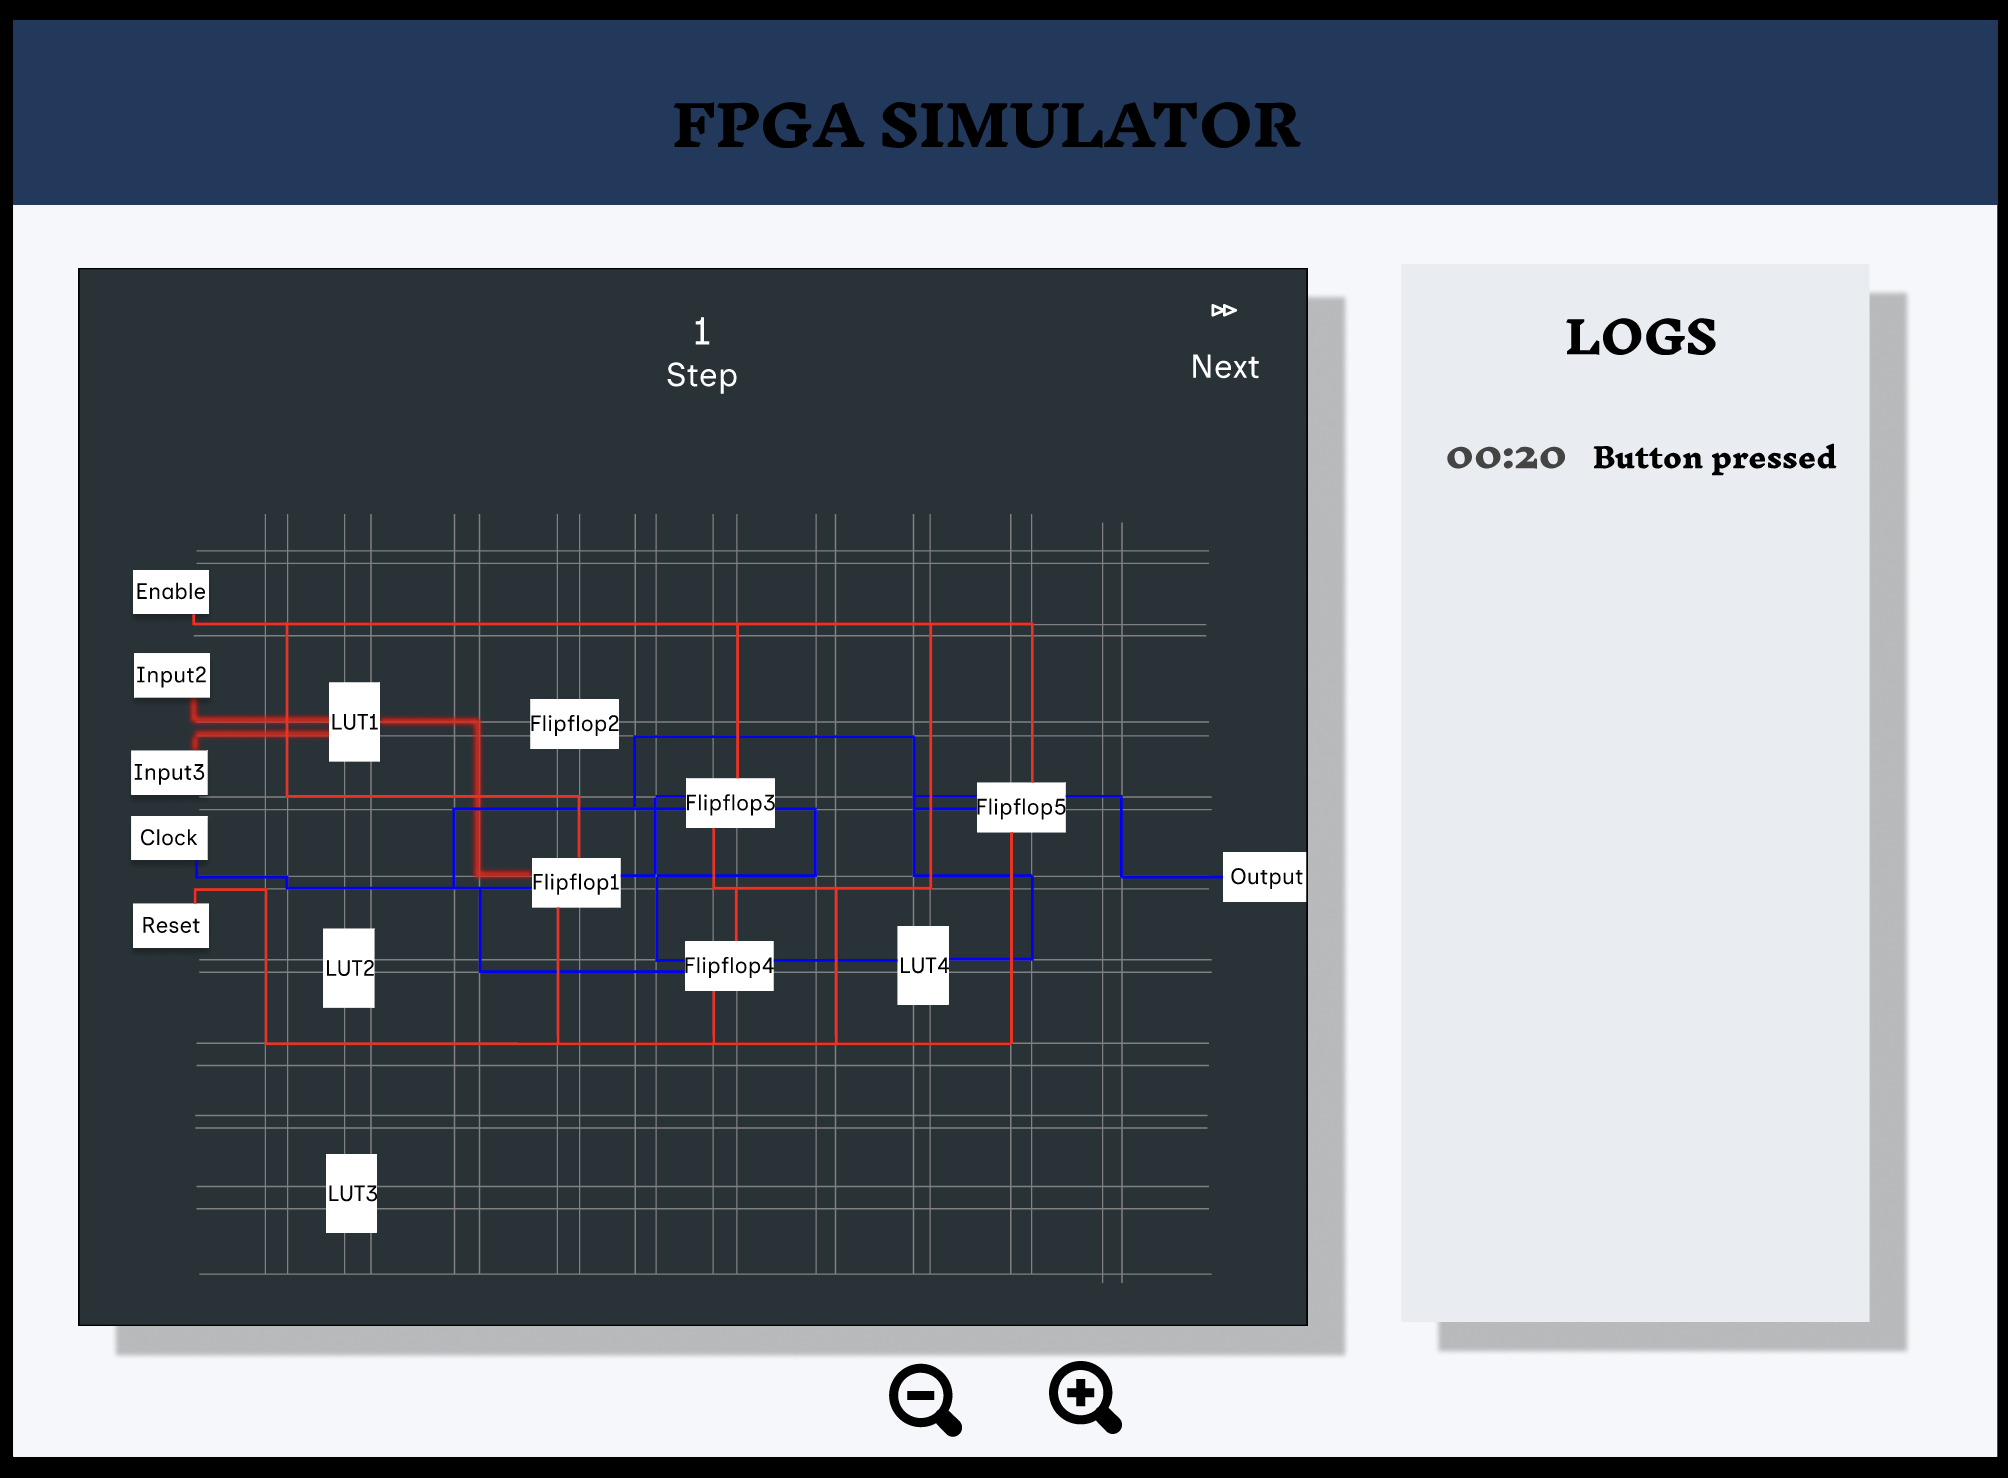 FPGA SIMULATOR
1
Step
Next
LOGS
00:20 Button pressed
Enable
Input2
LUT1
Flipflop2
Input3
Flipflop3
Flipflop5
Clock
Flipflop1
Output
Reset
LUT2
Flipflop4
LUT4
LUT3